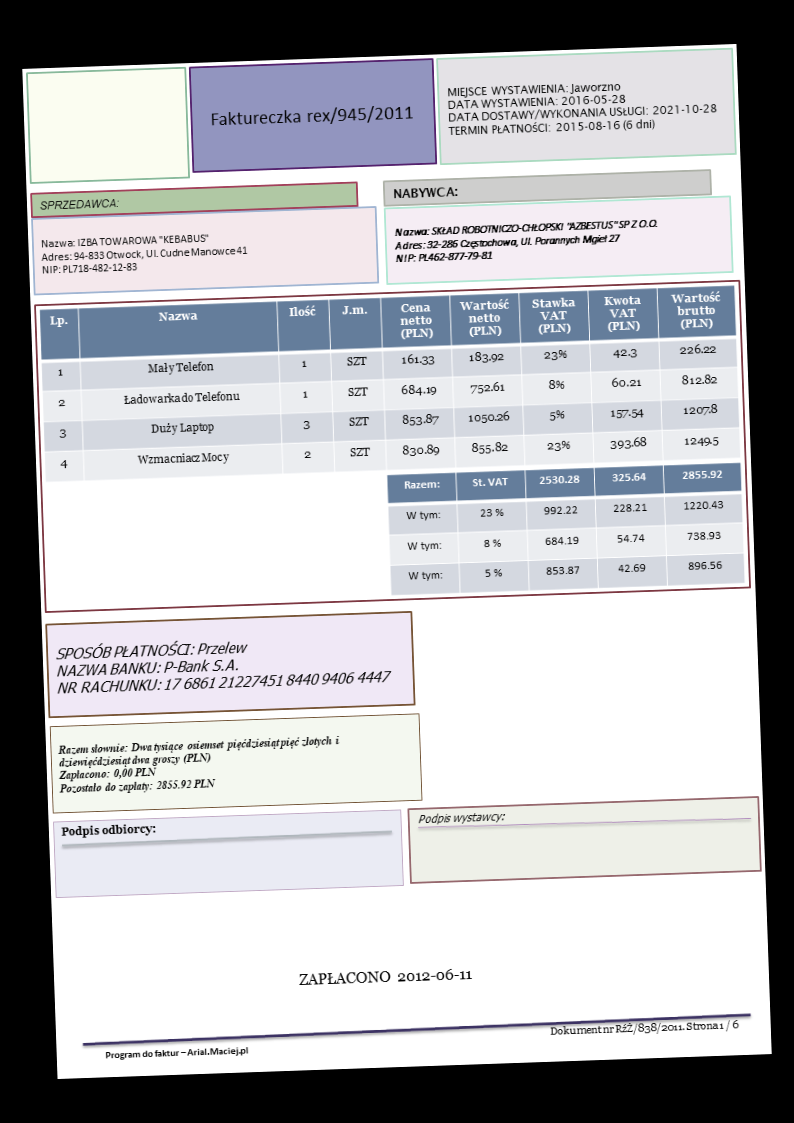 Faktureczka rex/945/2011
MIEJSCE WYSTAWIENIA: Jaworzno
DATA WYSTAWIENIA: 2016-05-28
DATA DOSTAWY/WYKONANIA USŁUGI: 2021-10-28
TERMIN PŁATNOŚCI: 2015-08-16 (6 dni)
SPRZEDAWCA:
Nazwa: IZBA TOWAROWA "KEBABUS"
Adres: 94-833 Otwock, Ul. Cudne Manowce 41
NIP: PL718-482-12-83
NABYWCA:
Nazwa: SKŁAD ROBOTNICZO-CHŁOPSKI "AZBESTUS" SP Z O.O.
Adres: 32-286 Częstochowa, Ul. Porannych Mgieł 27
NIP: PL462-877-79-81
Lp. Nazwa Ilość J.m. Cena netto (PLN) Wartość netto (PLN) Stawka VAT (PLN) Kwota VAT (PLN) Wartość brutto (PLN)
1 Mały Telefon 1 SZT 161.33 183.92 23% 42.3 226.22
2 Ładowarka do Telefonu 1 SZT 684.19 752.61 8% 60.21 812.82
3 Duży Laptop 3 SZT 853.87 1050.26 5% 157.54 1207.8
4 Wzmacniacz Mocy 2 SZT 830.89 855.82 23% 393.68 1249.5
Razem: St. VAT 2530.28 325.64 2855.92
W tym: 23 % 992.22 228.21 1220.43
W tym: 8 % 684.19 54.74 738.93
W tym: 5 % 853.87 42.69 896.56
SPOSÓB PŁATNOŚCI: Przelew
NAZWA BANKU: P-Bank S.A.
NR RACHUNKU: 17 6861 21227451 8440 9406 4447
Razem słownie: Dwa tysiące osiemset pięćdziesiąt pięć złotych i
dziewięćdziesiąt dwa groszy (PLN)
Zapłacono: 0,00 PLN
Pozostało do zapłaty: 2855.92 PLN
Podpis odbiorcy:
Podpis wystawcy:
ZAPŁACONO 2012-06-11
Dokument nr RźŻ/838/2011. Strona 1 / 6
Program do faktur – Arial.Maciej.pl